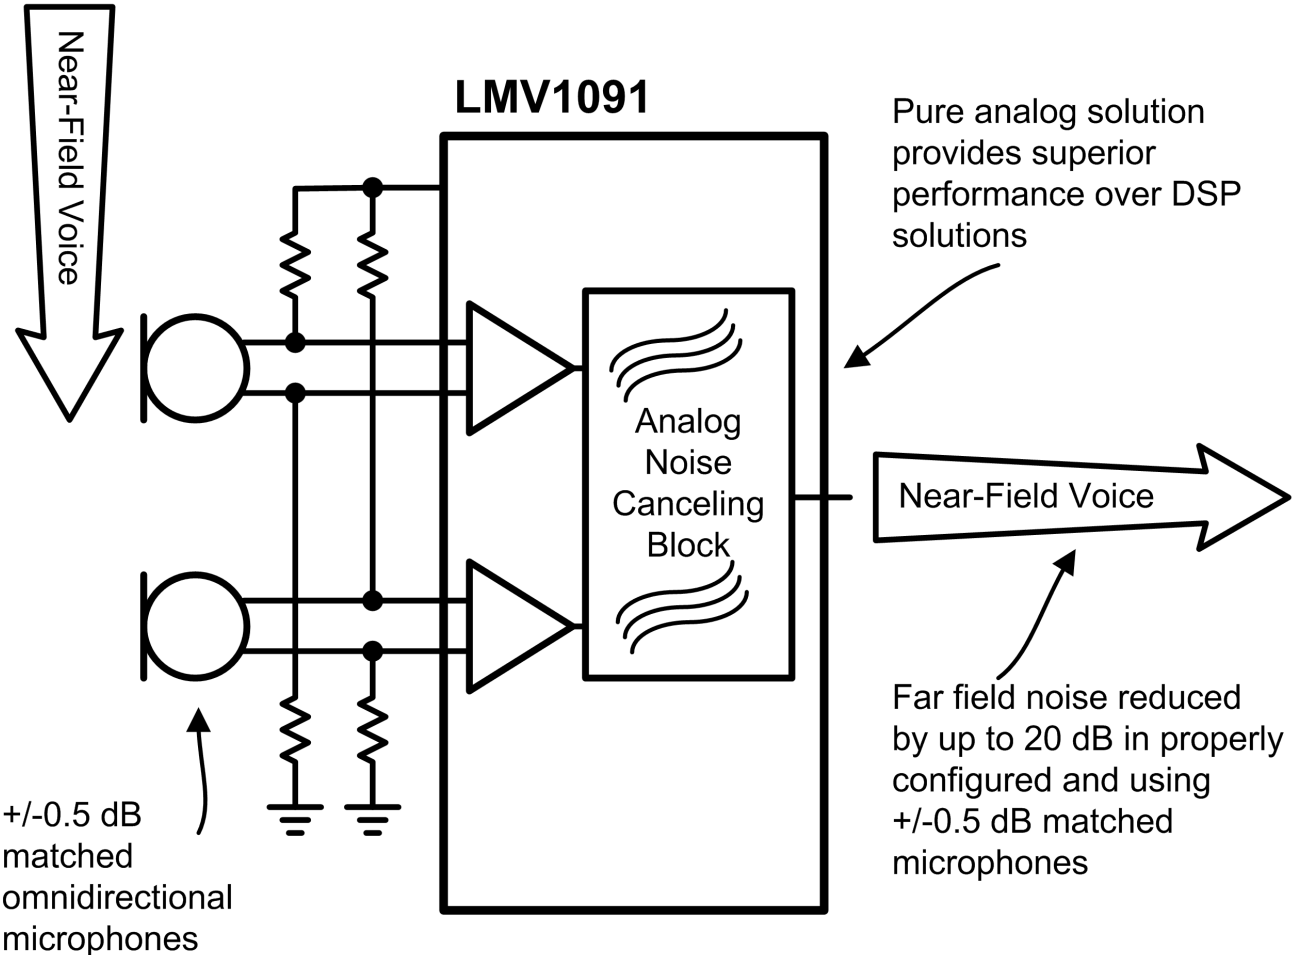 Near-Field Voice
LMV1091
Pure analog solution
provides superior
performance over DSP
solutions
Analog
Noise
Canceling
Block
Near-Field Voice
Far field noise reduced
by up to 20 dB in properly
configured and using
+/-0.5 dB matched
microphones
+/-0.5 dB
matched
omnidirectional
microphones